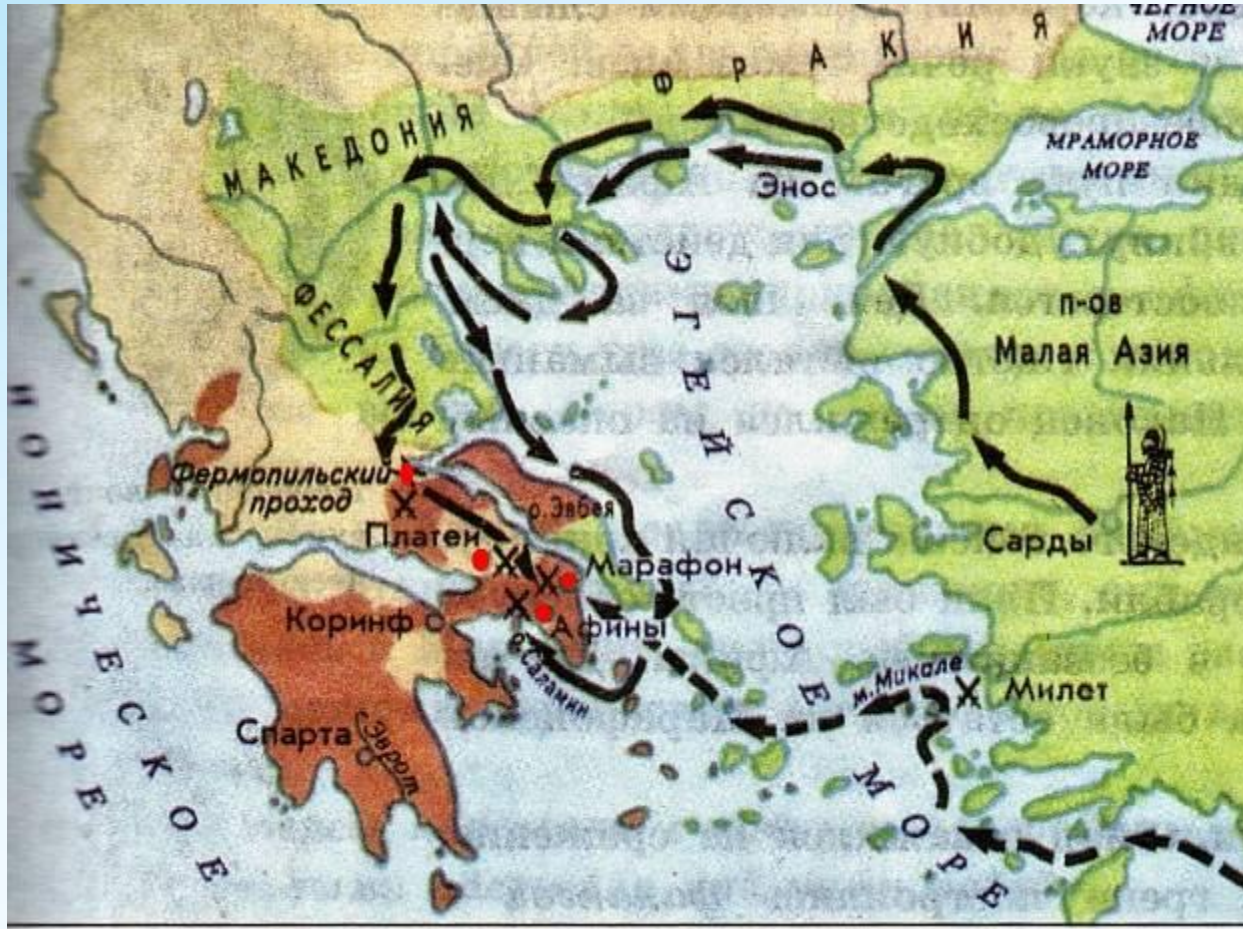 ЧЕРНОЕ
МОРЕ
ФРАКИЯ
МАКЕДОНИЯ
МРАМОРНОЕ
МОРЕ
Энос
ЭГЕЙСКОЕ МОРЕ
п-ов
Малая Азия
ФЕССАЛИЯ
ИОНИЧЕСКОЕ
МОРЕ
Фермопильский
проход
о.Эвбея
Сарды
Платеи
Марафон
Коринф
Афины
о.Саламин
м.Микале
Милет
Спарта
Эврот